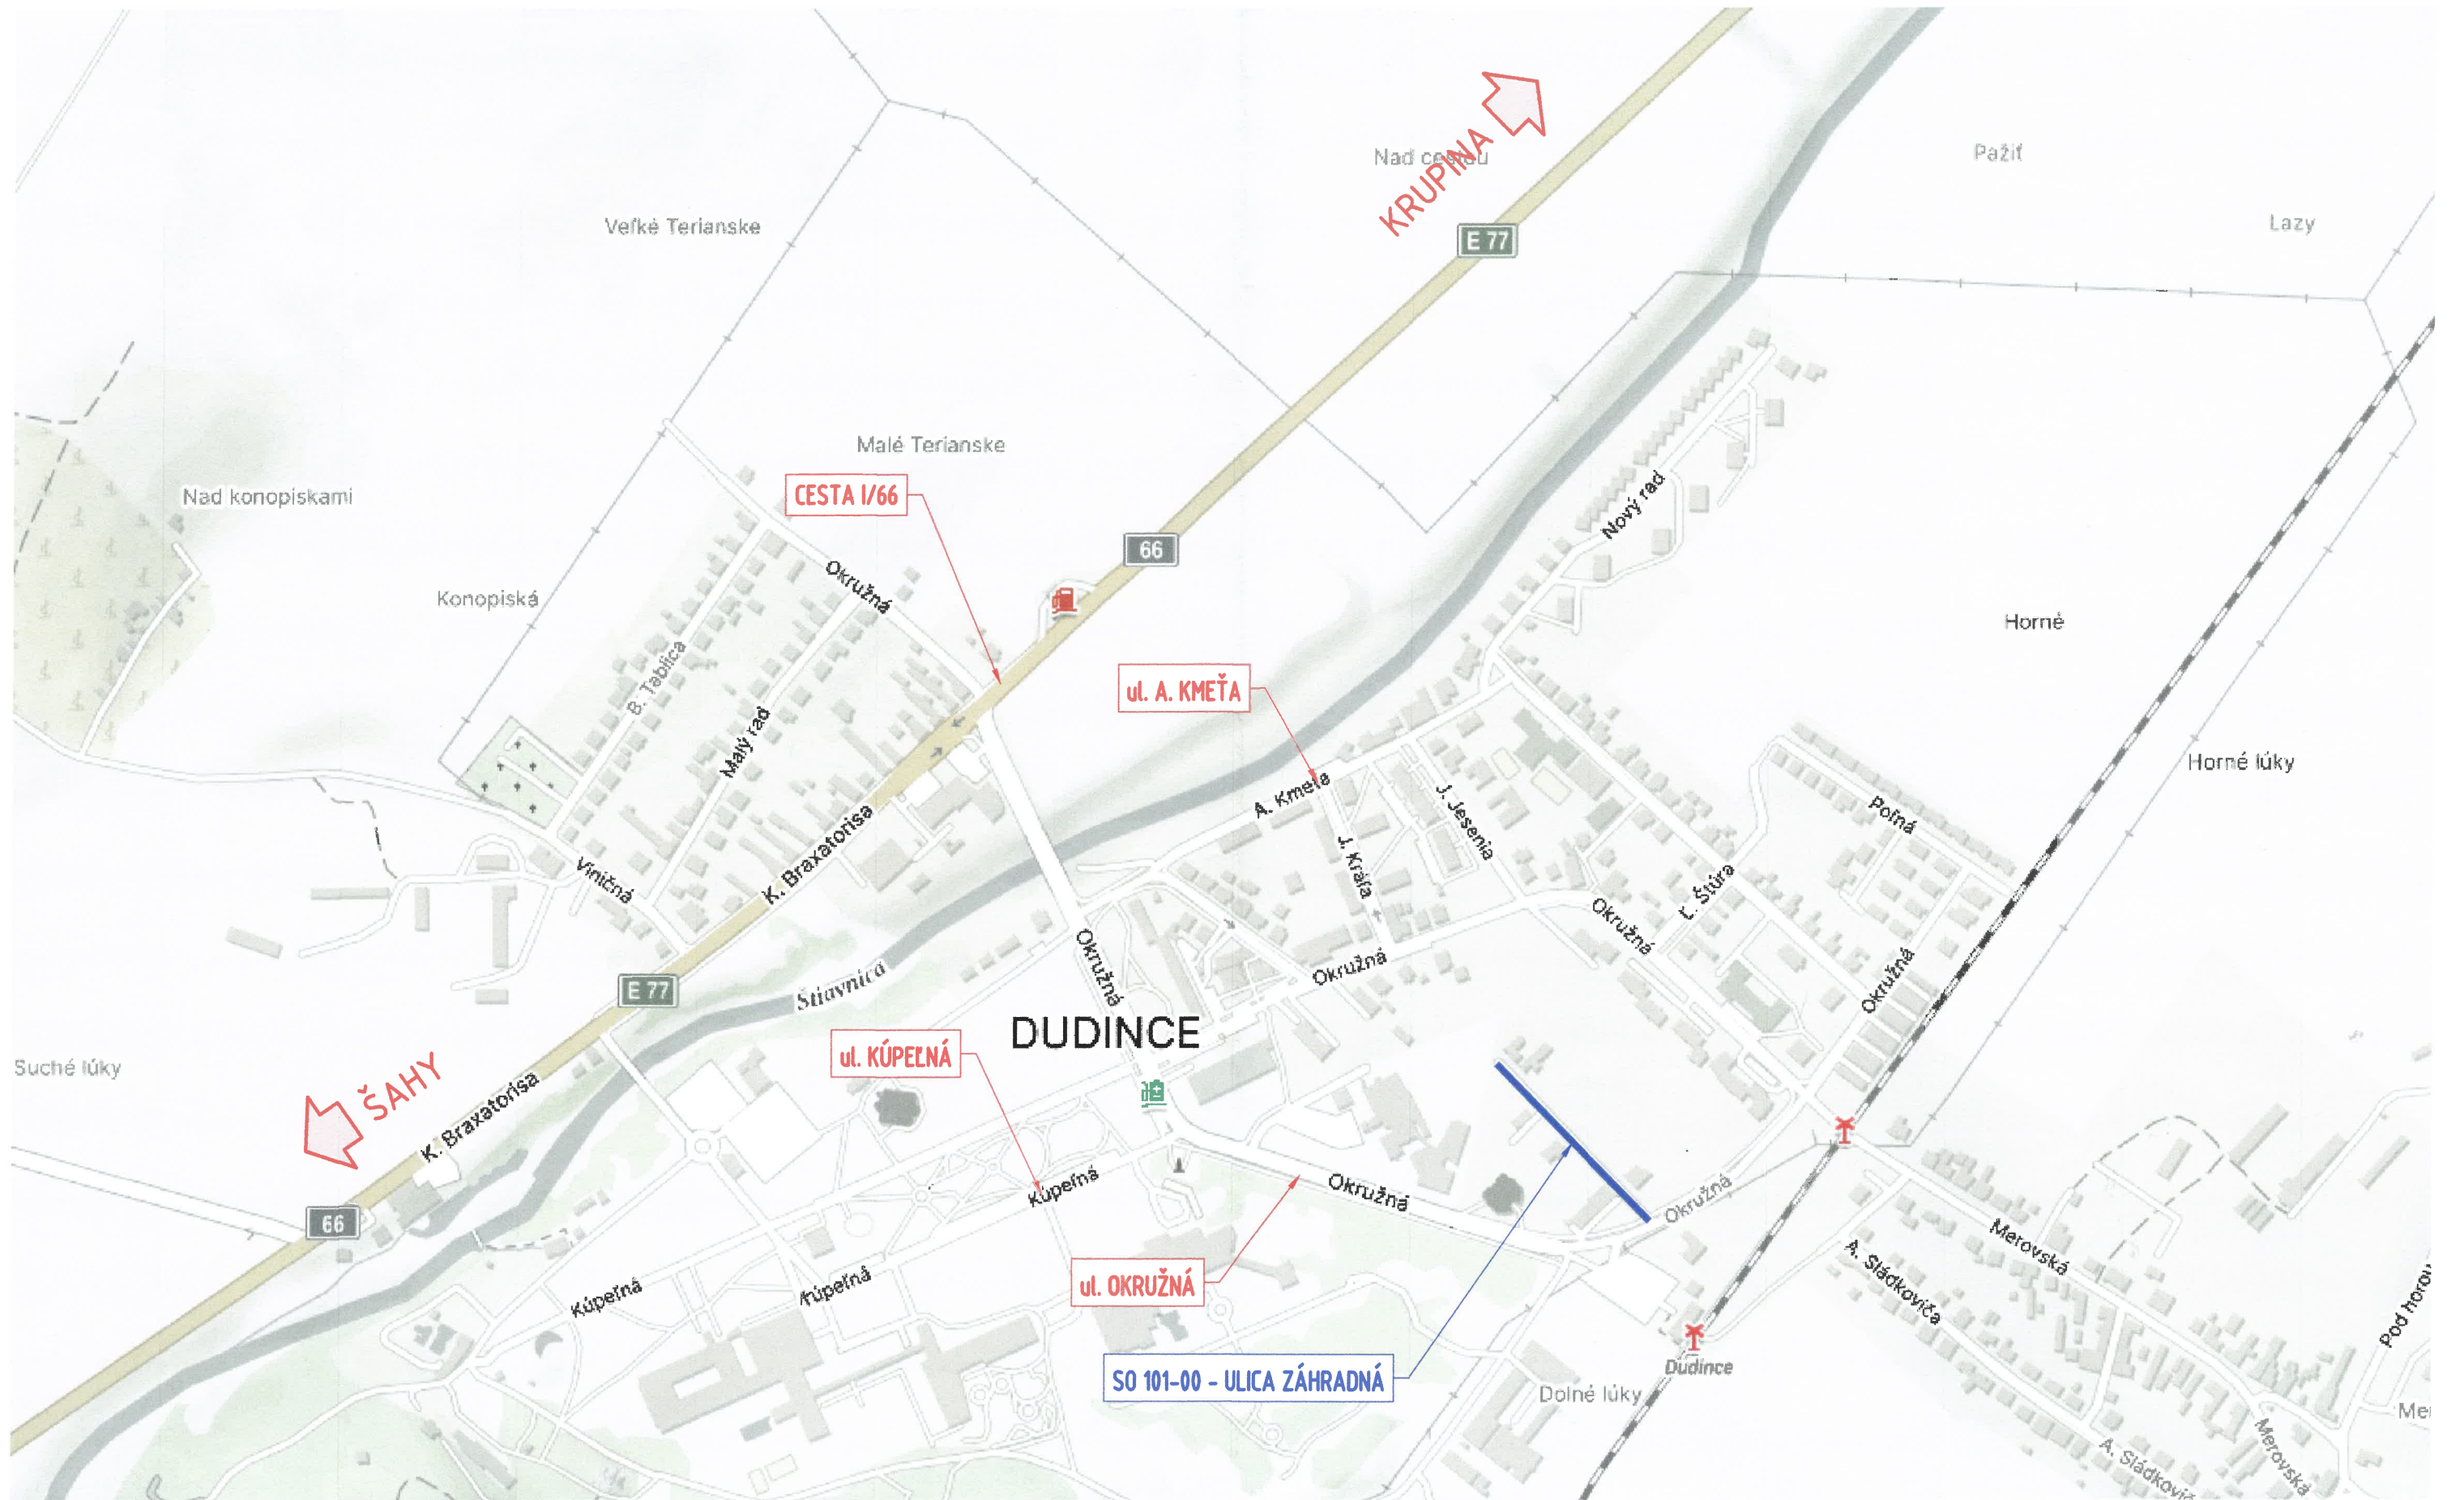 Nad cestou
KRUPINA
Pažiť
Veľké Terianske
Lazy
E 77
Malé Terianske
Nad konopiskami
CESTA I/66
Nový rad
66
Okružná
Konopiská
Horné
B. Tablica
ul. A. KMEŤA
Malý rad
Horné lúky
A. Kmeťa
J. Jesenia
Poľná
K. Braxatorisa
J. Kráľa
Viničná
Ľ. Štúra
Okružná
Okružná
Okružná
Okružná
Štiavnica
E 77
DUDINCE
ul. KÚPEĽNÁ
Suché lúky
ŠAHY
K. Braxatorisa
Kúpeľná
Okružná
Okružná
66
Merovská
A. Sládkoviča
Kúpeľná
Kúpeľná
ul. OKRUŽNÁ
Pod horou
Dudince
SO 101-00 - ULICA ZÁHRADNÁ
Dolné lúky
Mer
Merovská
A. Sládkovič